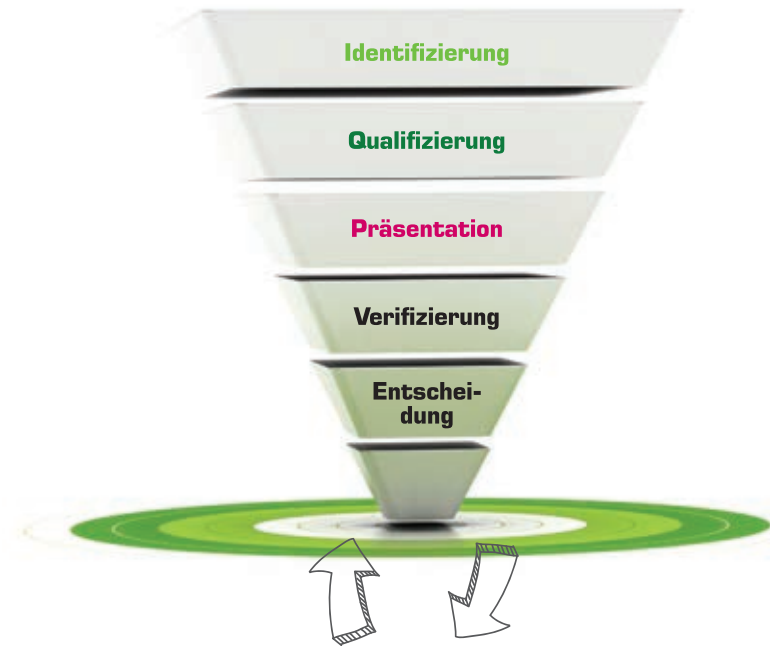 Identifizierung
Qualifizierung
Präsentation
Verifizierung
Entschei-
dung